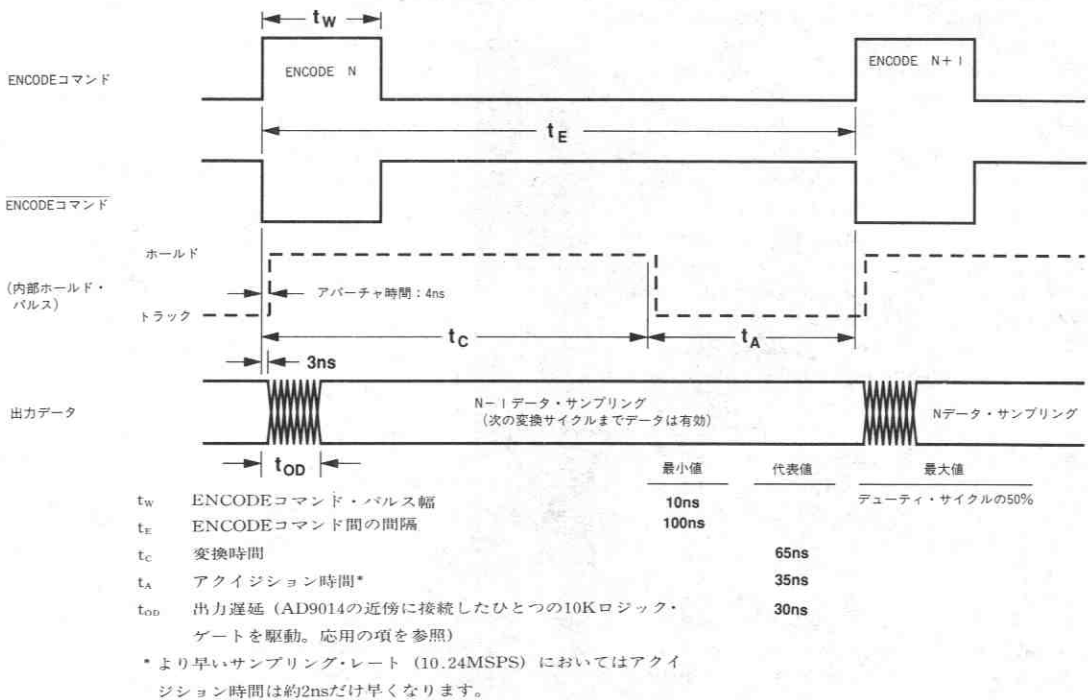 tW
ENCODEコマンド
ENCODE N
ENCODE N+1
tE
ENCODEコマンド
ホールド
(内部ホールド・
パルス)
アパーチャ時間:4ns
トラック
tC
tA
3ns
出力データ
N-1データ・サンプリング
(次の変換サイクルまでデータは有効)
Nデータ・サンプリング
tOD
最小値 代表値 最大値
tW ENCODEコマンド・パルス幅 10ns デューティ・サイクルの50%
tE ENCODEコマンド間の間隔 100ns
tC 変換時間 65ns
tA アクイジション時間* 35ns
tOD 出力遅延(AD9014の近傍に接続したひとつの10Kロジック・ 30ns
ゲートを駆動。応用の項を参照)
* より早いサンプリング・レート(10.24MSPS)においてはアクイ
ジション時間は約2nsだけ早くなります。